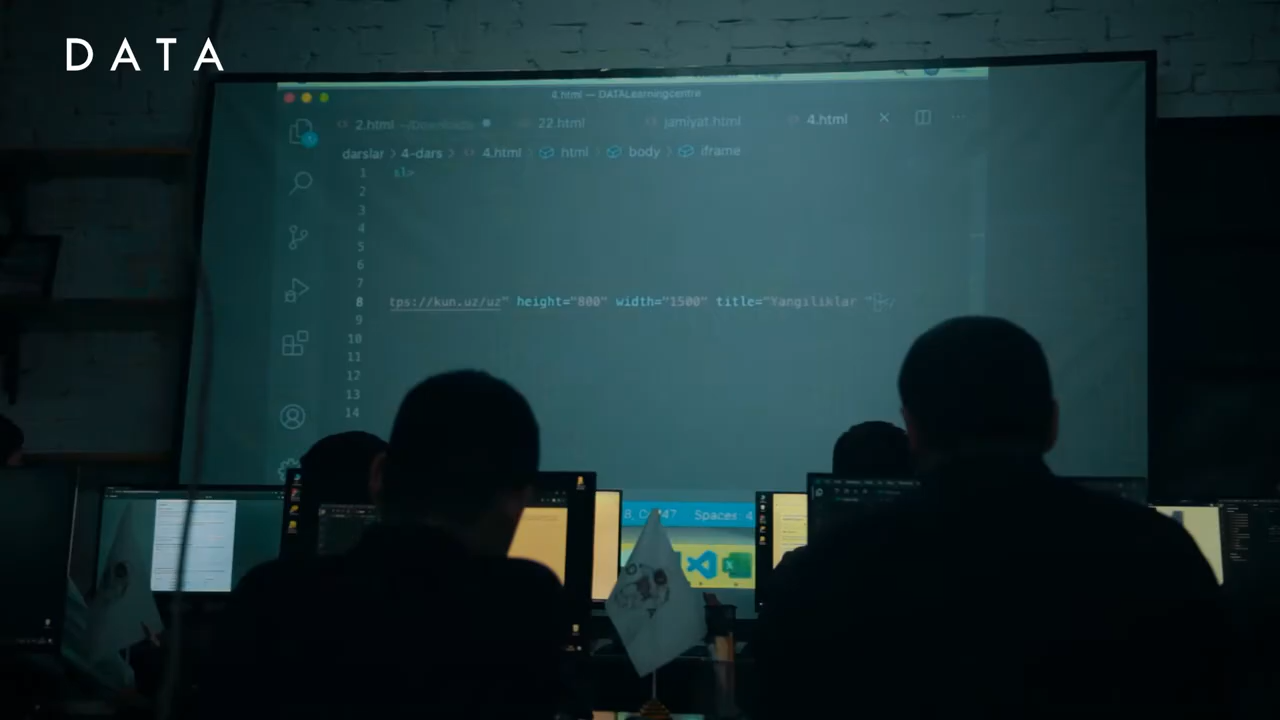 DATA
4.html — DATALearningcentre
2.html ~/Downloads 22.html jamiyat.html 4.html
darslar > 4-dars > 4.html > html > body > iframe
1 sl>
2
3
4
5
6
7
8 tps://kun.uz/uz" height="800" width="1500" title="Yangiliklar "></
9
10
11
12
13
14
Spaces: 4